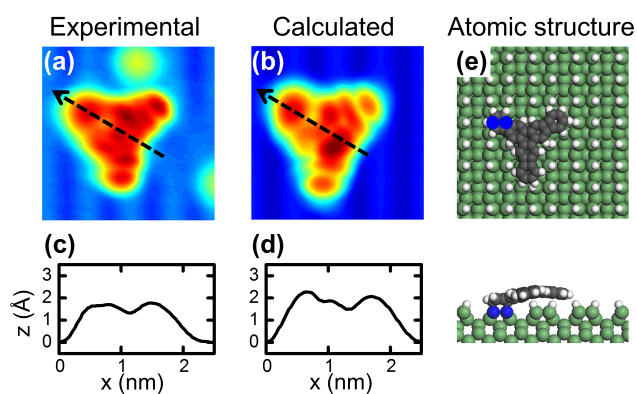 Experimental Calculated Atomic structure
(a) (b) (e)
(c) (d)
3 3
2 2
1 1
0 0
z (Å)
0 1 2 0 1 2
x (nm) x (nm)